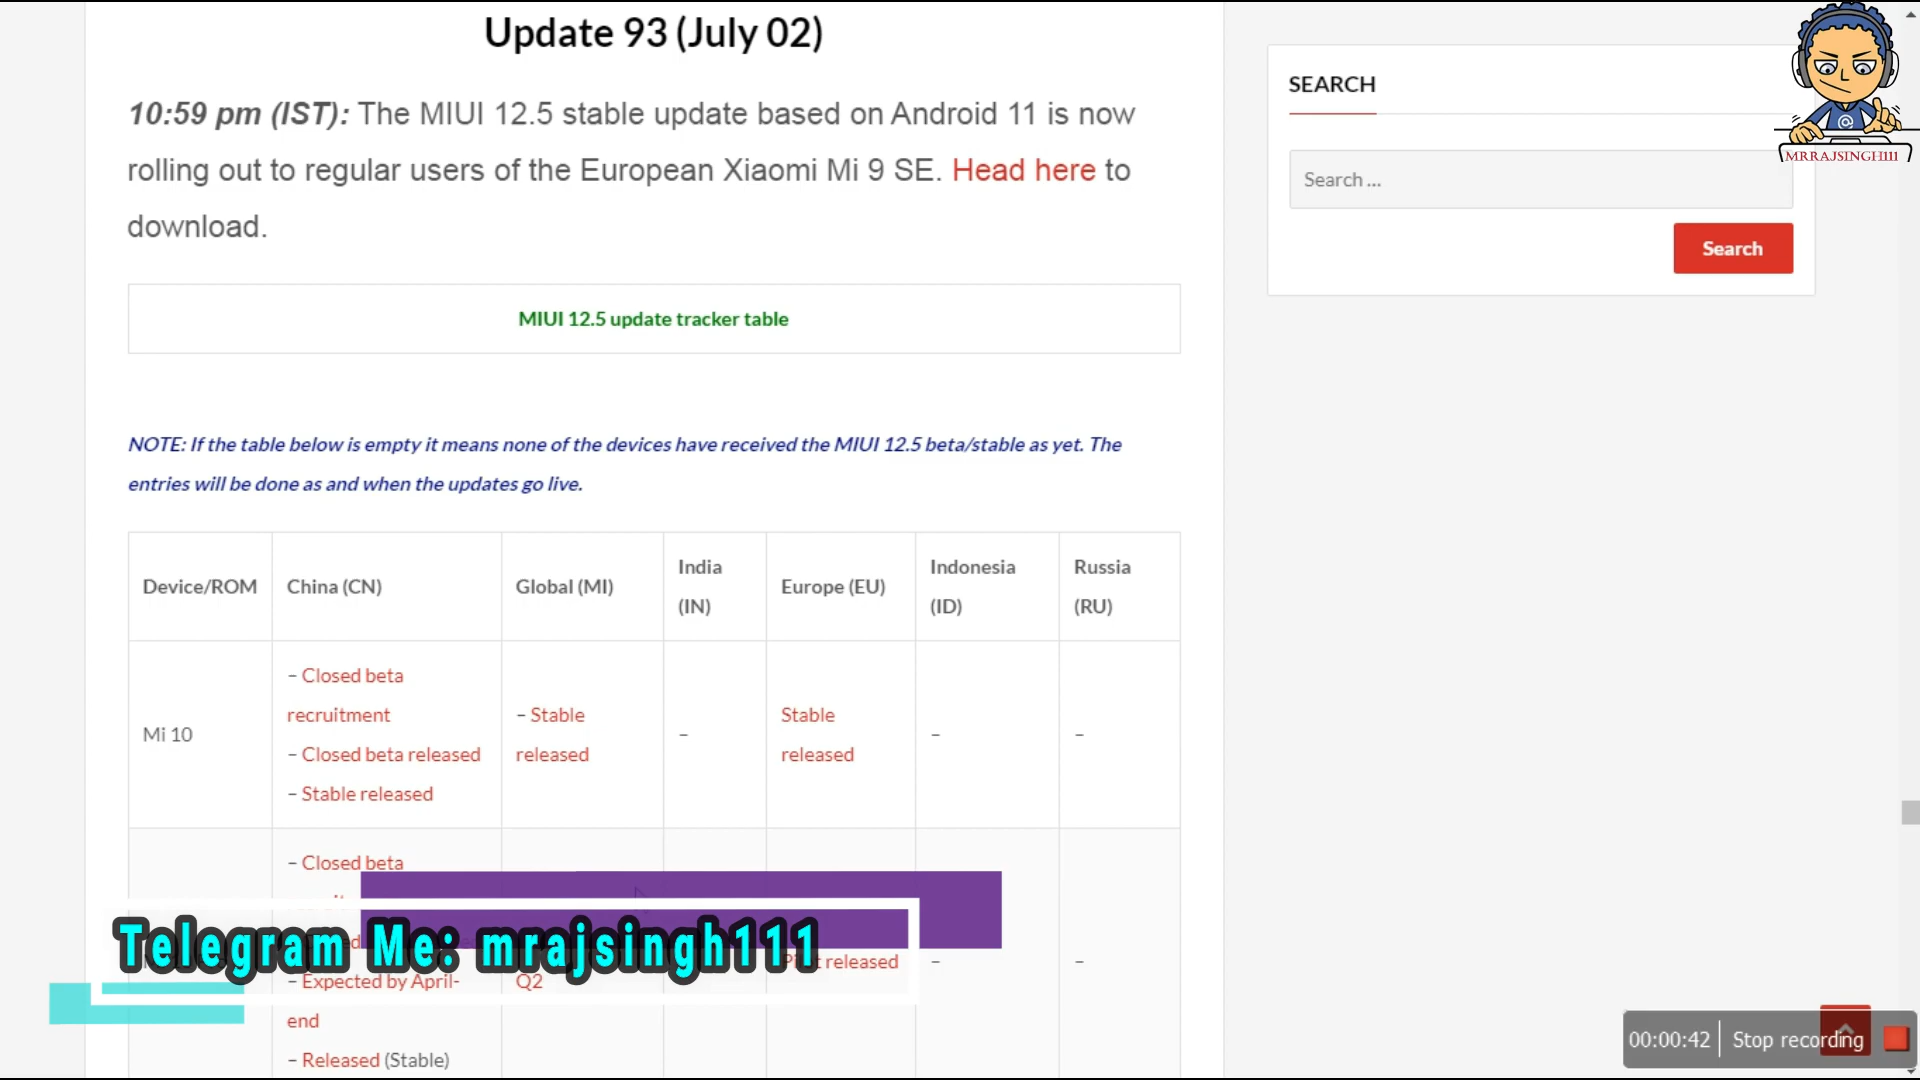 Update 93 (July 02)
10:59 pm (IST): The MIUI 12.5 stable update based on Android 11 is now
rolling out to regular users of the European Xiaomi Mi 9 SE. Head here to
download.
MIUI 12.5 update tracker table
NOTE: If the table below is empty it means none of the devices have received the MIUI 12.5 beta/stable as yet. The
entries will be done as and when the updates go live.
Device/ROM
China (CN)
Global (MI)
India
(IN)
Europe (EU)
Indonesia
(ID)
Russia
(RU)
Mi 10
– Closed beta
recruitment
– Closed beta released
– Stable released
– Stable
released
–
Stable
released
–
–
– Closed beta
– Expected by April-
end
– Released (Stable)
Q2
released
–
–
Telegram Me: mrajsingh111
SEARCH
Search ...
Search
MRRAJSINGH111
00:00:42
Stop recording